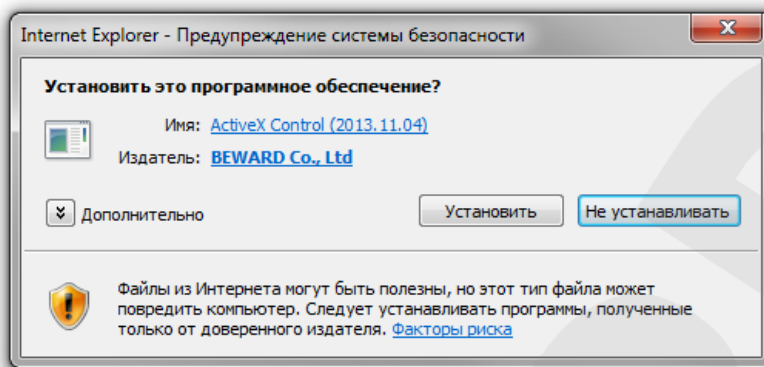 Internet Explorer - Предупреждение системы безопасности
Установить это программное обеспечение?
Имя: ActiveX Control (2013.11.04)
Издатель: BEWARD Co., Ltd
Дополнительно Установить Не устанавливать
Файлы из Интернета могут быть полезны, но этот тип файла может
повредить компьютер. Следует устанавливать программы, полученные
только от доверенного издателя. Факторы риска